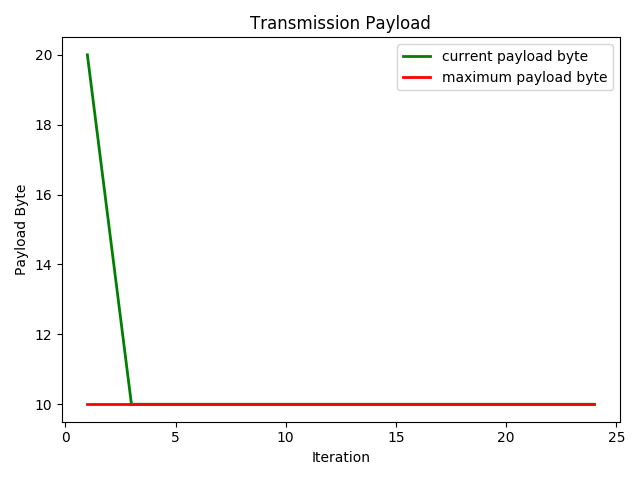 Transmission Payload
current payload byte
maximum payload byte
Payload Byte
20
18
16
14
12
10
0 5 10 15 20 25
Iteration